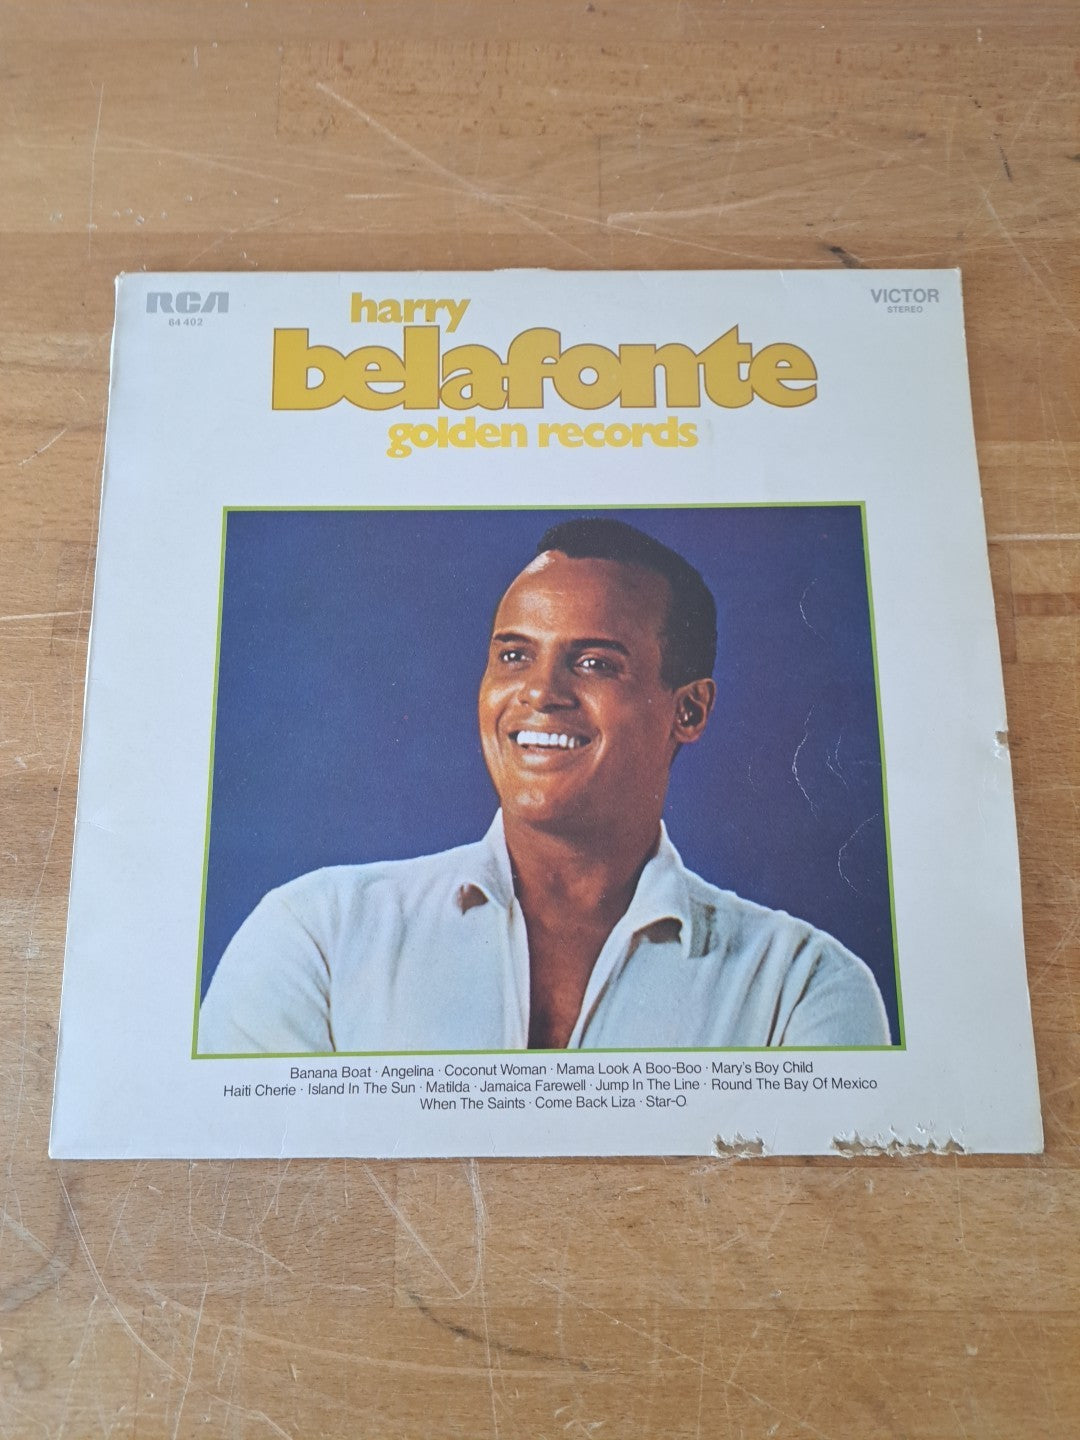 RCA
64 402
VICTOR
STEREO
harry
belafonte
golden records
Banana Boat · Angelina · Coconut Woman · Mama Look A Boo-Boo · Mary's Boy Child
Haiti Cherie · Island In The Sun · Matilda · Jamaica Farewell · Jump In The Line · Round The Bay Of Mexico
When The Saints · Come Back Liza · Star-O